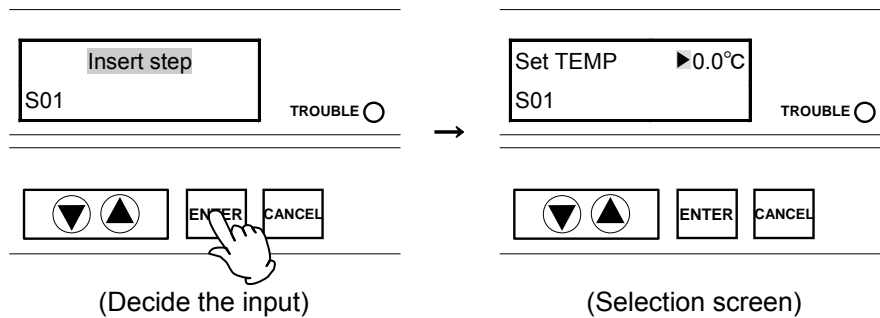 Insert step
S01
TROUBLE
ENTER
CANCEL
(Decide the input)
→
Set TEMP ▶0.0℃
S01
TROUBLE
ENTER
CANCEL
(Selection screen)